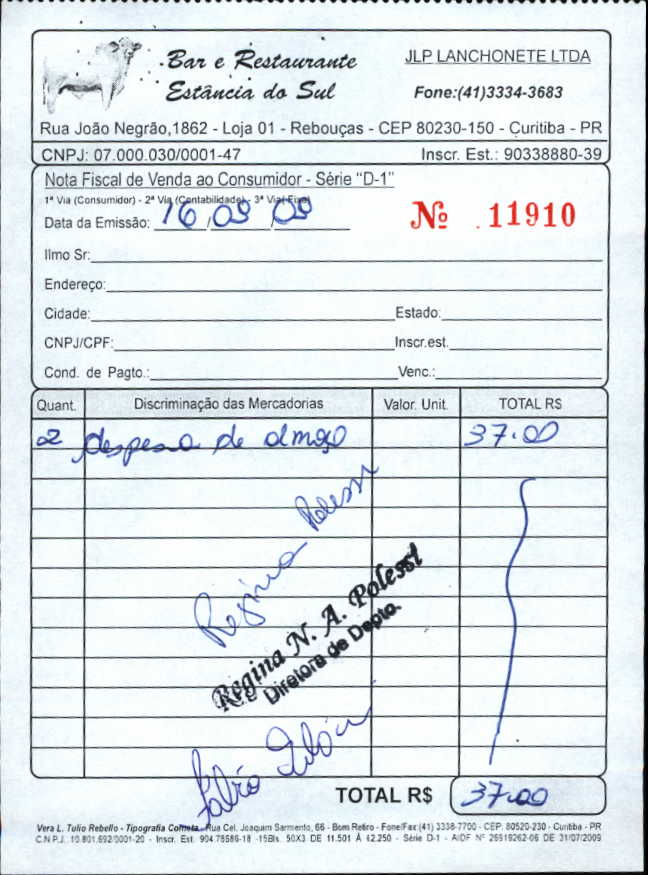 Bar e Restaurante
Estância do Sul
JLP LANCHONETE LTDA
Fone:(41)3334-3683
Rua João Negrão,1862 - Loja 01 - Rebouças - CEP 80230-150 - Curitiba - PR
CNPJ: 07.000.030/0001-47 Inscr. Est.: 90338880-39
Nota Fiscal de Venda ao Consumidor - Série "D-1"
1ª Via (Consumidor) - 2ª Via (Contabilidade) - 3ª Via (Fixa)
Data da Emissão: 16/09/09 Nº 11910
Ilmo Sr:
Endereço:
Cidade: Estado:
CNPJ/CPF: Inscr.est.
Cond. de Pagto.: Venc.:
Quant. Discriminação das Mercadorias Valor. Unit. TOTAL R$
02 despesa de almoço 37.00
Regina Polessi
Regina N. A. Polessi
Diretora de Depto.
Fábio
TOTAL R$ 37.00
Vera L. Tulio Rebello - Tipografia Cometa - Rua Cel. Joaquim Sarmento, 66 - Bom Retiro - Fone/Fax:(41) 3338-7700 - CEP: 80520-230 - Curitiba - PR
C.N.P.J.: 10.801.692/0001-20 - Inscr. Est. 904.78589-18 -15Bls. 50X3 DE 11.501 À 12.250 - Série D-1 - AIDF Nº 26919262-06 DE 31/07/2009